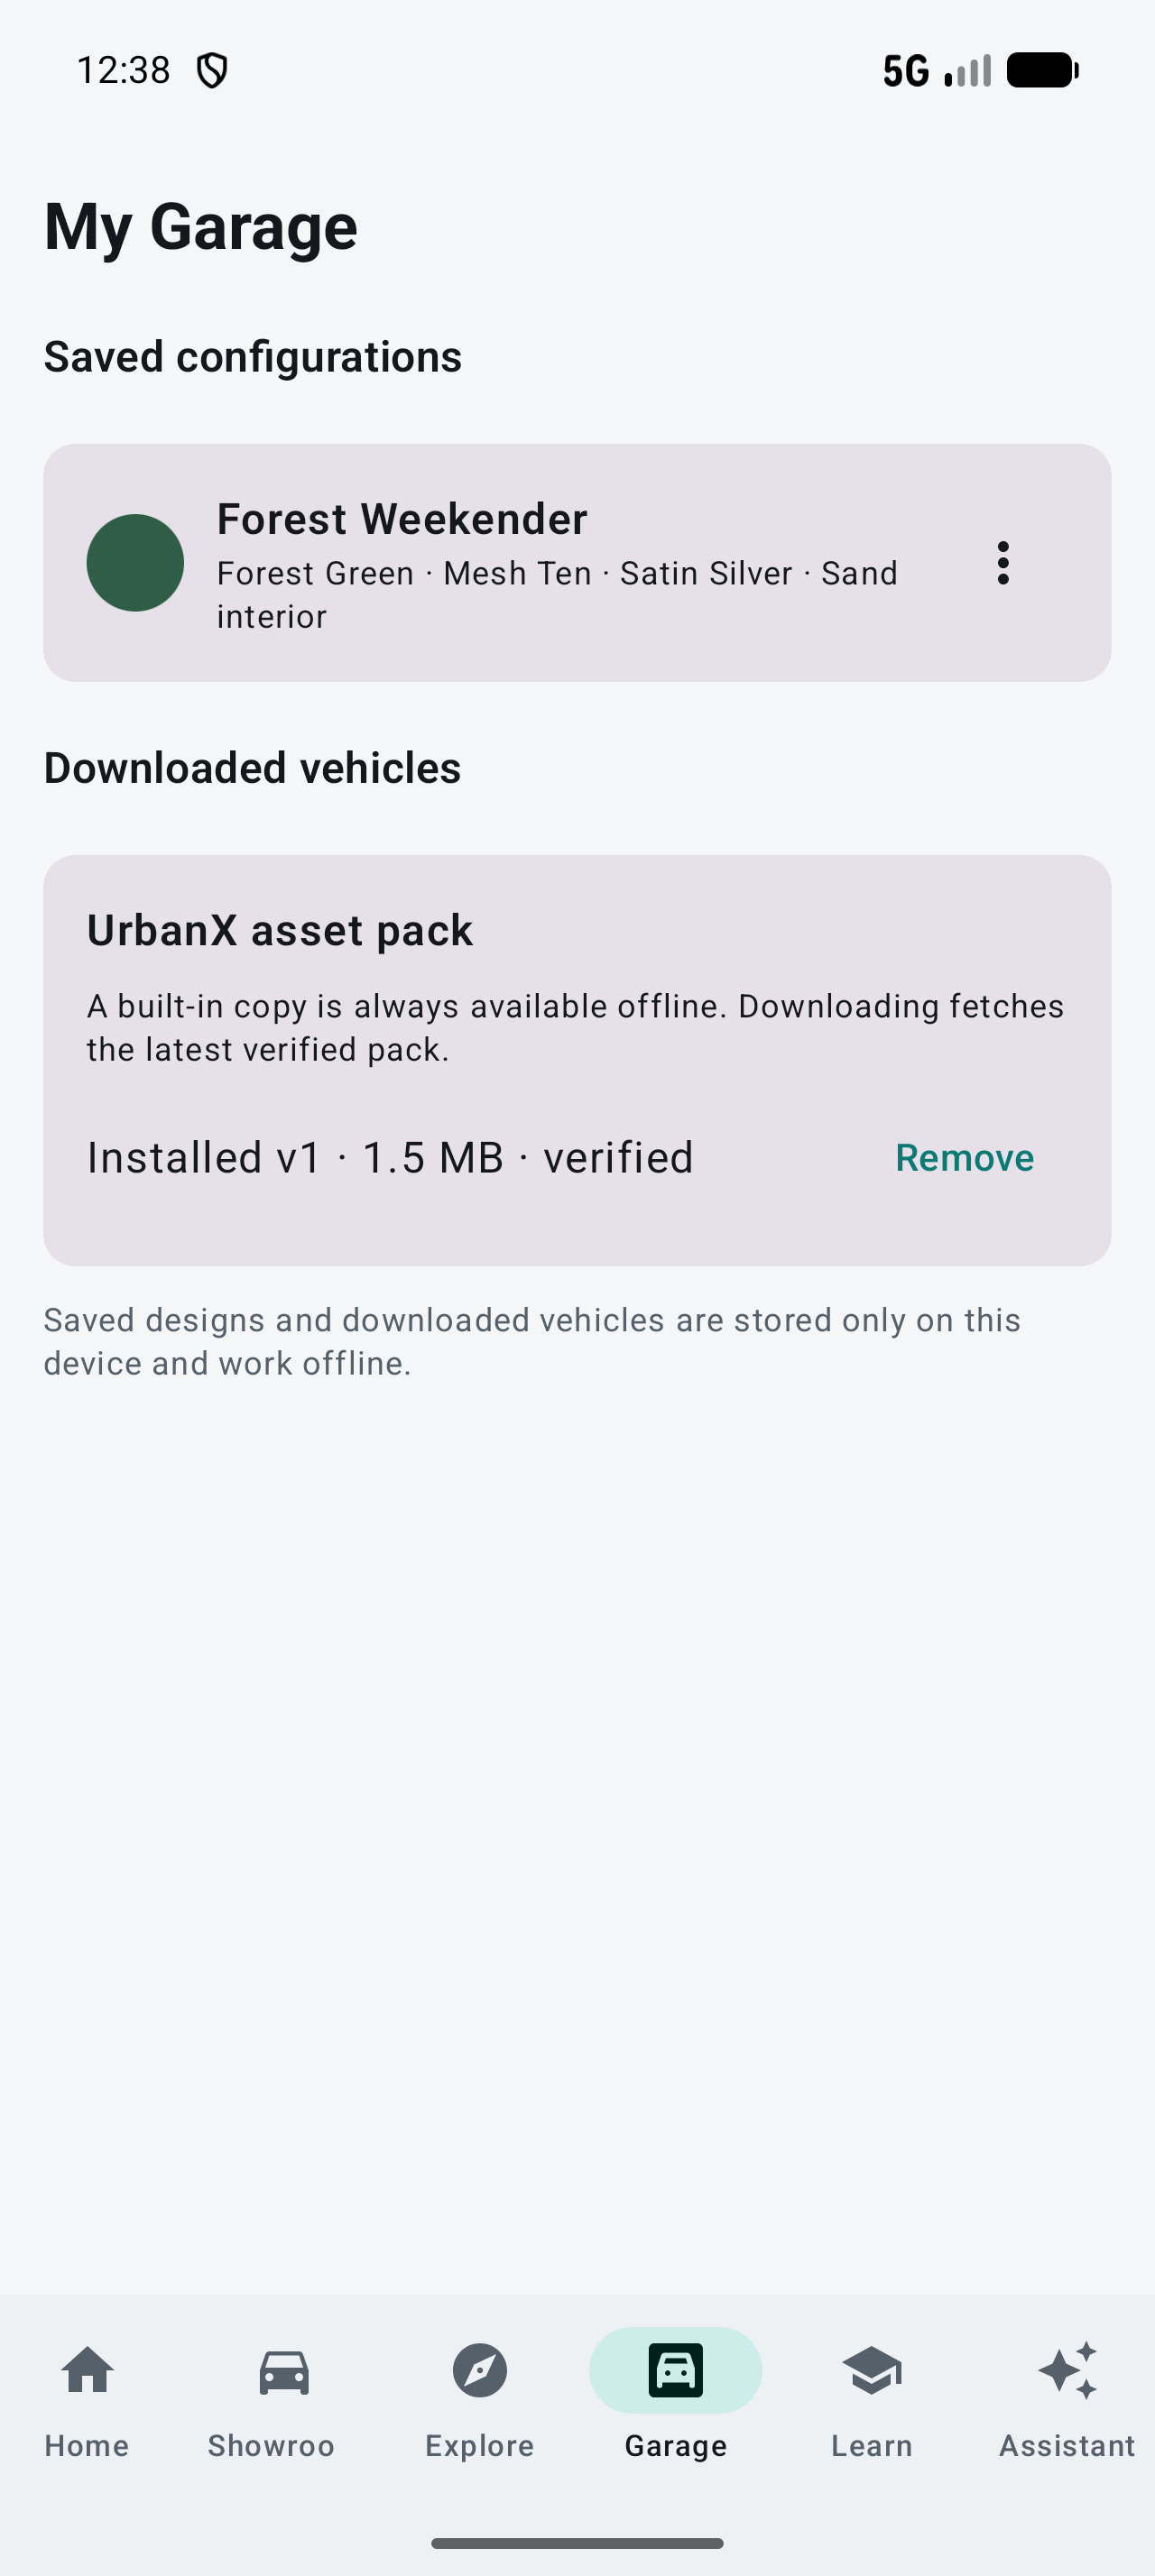 12:38
5G
My Garage
Saved configurations
Forest Weekender
Forest Green · Mesh Ten · Satin Silver · Sand
interior
Downloaded vehicles
UrbanX asset pack
A built-in copy is always available offline. Downloading fetches
the latest verified pack.
Installed v1 · 1.5 MB · verified
Remove
Saved designs and downloaded vehicles are stored only on this
device and work offline.
Home
Showroo
Explore
Garage
Learn
Assistant